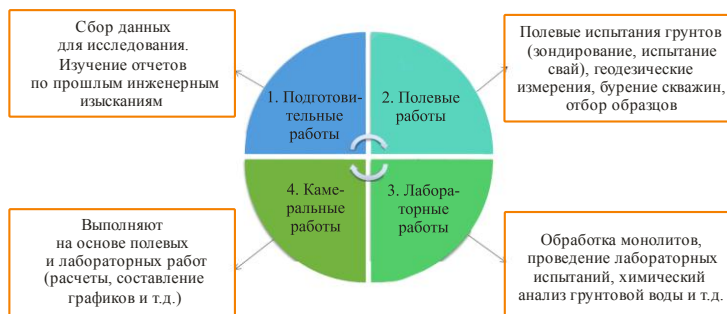 Сбор данных
для исследования.
Изучение отчетов
по прошлым инженерным
изысканиям
Полевые испытания грунтов
(зондирование, испытание
свай), геодезические
измерения, бурение скважин,
отбор образцов
1. Подготови-
тельные
работы
2. Полевые
работы
4. Каме-
ральные
работы
3. Лабора-
торные
работы
Выполняют
на основе полевых
и лабораторных работ
(расчеты, составление
графиков и т.д.)
Обработка монолитов,
проведение лабораторных
испытаний, химический
анализ грунтовой воды и т.д.